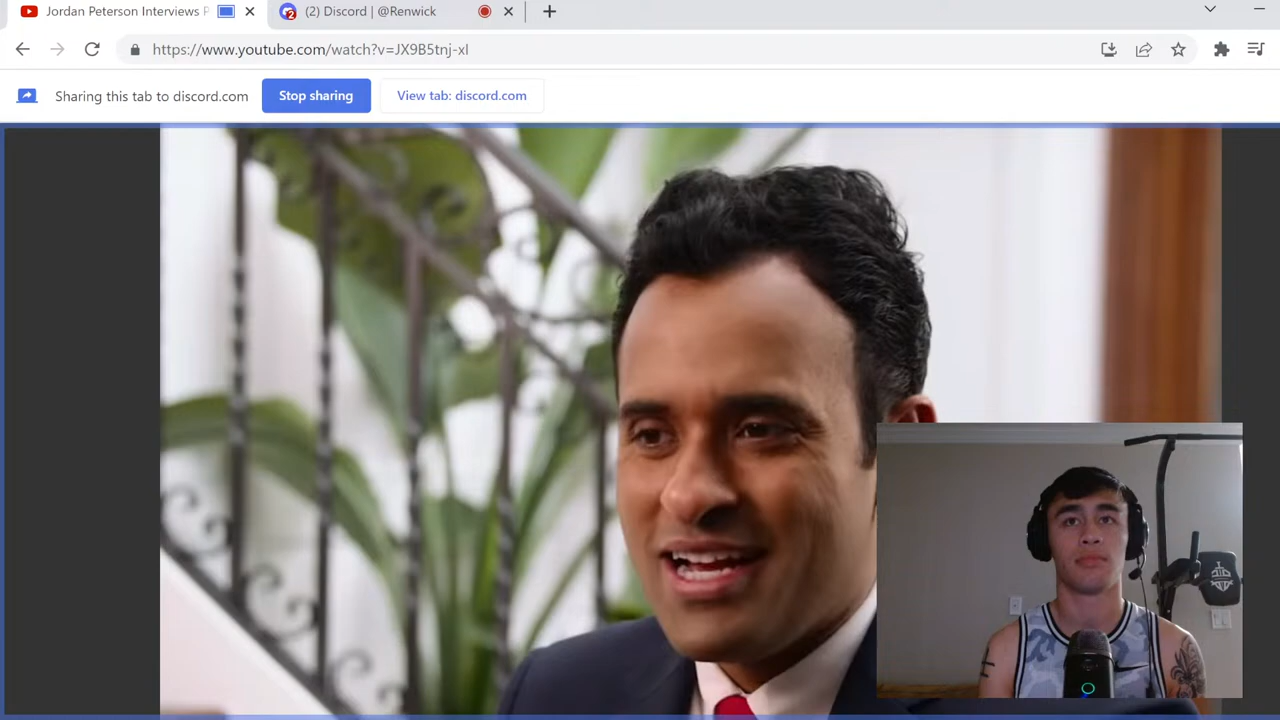 Jordan Peterson Interviews
(2) Discord | @Renwick
https://www.youtube.com/watch?v=JX9B5tnj-xI
Sharing this tab to discord.com Stop sharing View tab: discord.com